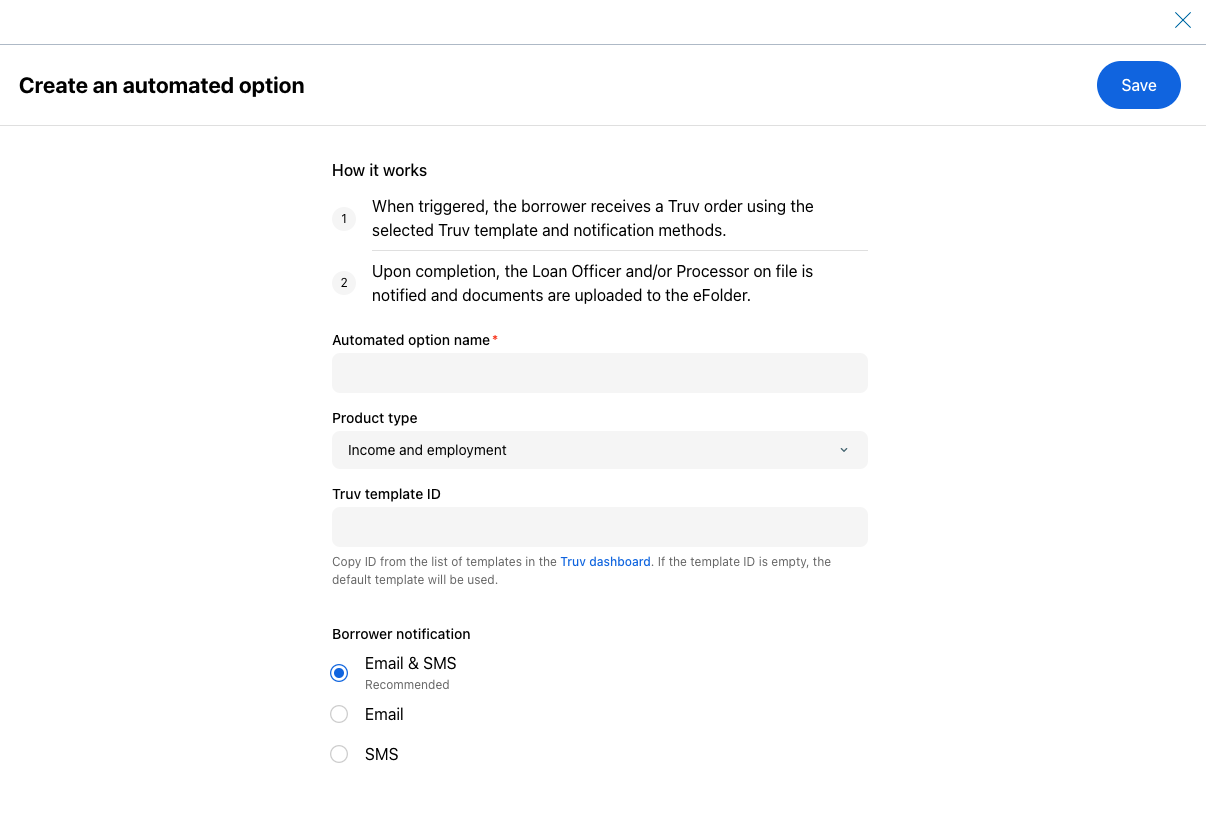 Create an automated option
Save
How it works
1
When triggered, the borrower receives a Truv order using the
selected Truv template and notification methods.
2
Upon completion, the Loan Officer and/or Processor on file is
notified and documents are uploaded to the eFolder.
Automated option name*
Product type
Income and employment
Truv template ID
Copy ID from the list of templates in the Truv dashboard. If the template ID is empty, the
default template will be used.
Borrower notification
Email & SMS
Recommended
Email
SMS